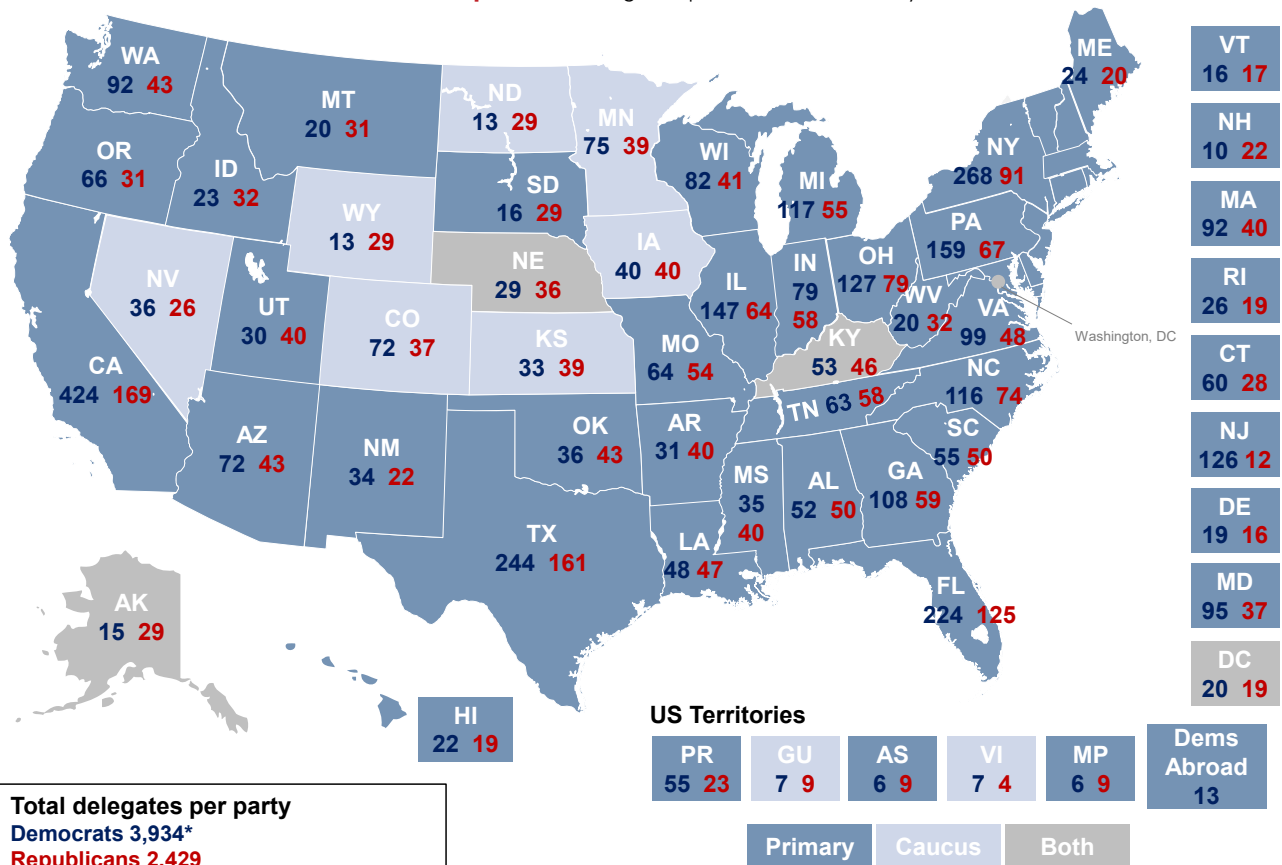 WA
92 43
MT
20 31
ND
13 29
MN
75 39
ME
24 20
VT
16 17
OR
66 31
ID
23 32
SD
16 29
WI
82 41
MI
117 55
NY
268 91
NH
10 22
WY
13 29
IA
40 40
PA
159 67
MA
92 40
NV
36 26
UT
30 40
CO
72 37
NE
29 36
KS
33 39
IL
147 64
IN
79
58
OH
127 79
WV
20 32
VA
99 48
Washington, DC
RI
26 19
CA
424 169
MO
64 54
KY
53 46
NC
116 74
CT
60 28
AZ
72 43
NM
34 22
OK
36 43
AR
31 40
TN 63 58
SC
55 50
NJ
126 12
TX
244 161
LA
48 47
MS
35
40
AL
52 50
GA
108 59
DE
19 16
FL
224 125
MD
95 37
AK
15 29
DC
20 19
HI
22 19
US Territories
PR
55 23
GU
7 9
AS
6 9
VI
7 4
MP
6 9
Dems
Abroad
13
Total delegates per party
Democrats 3,934*
Republicans 2,429
Primary Caucus Both